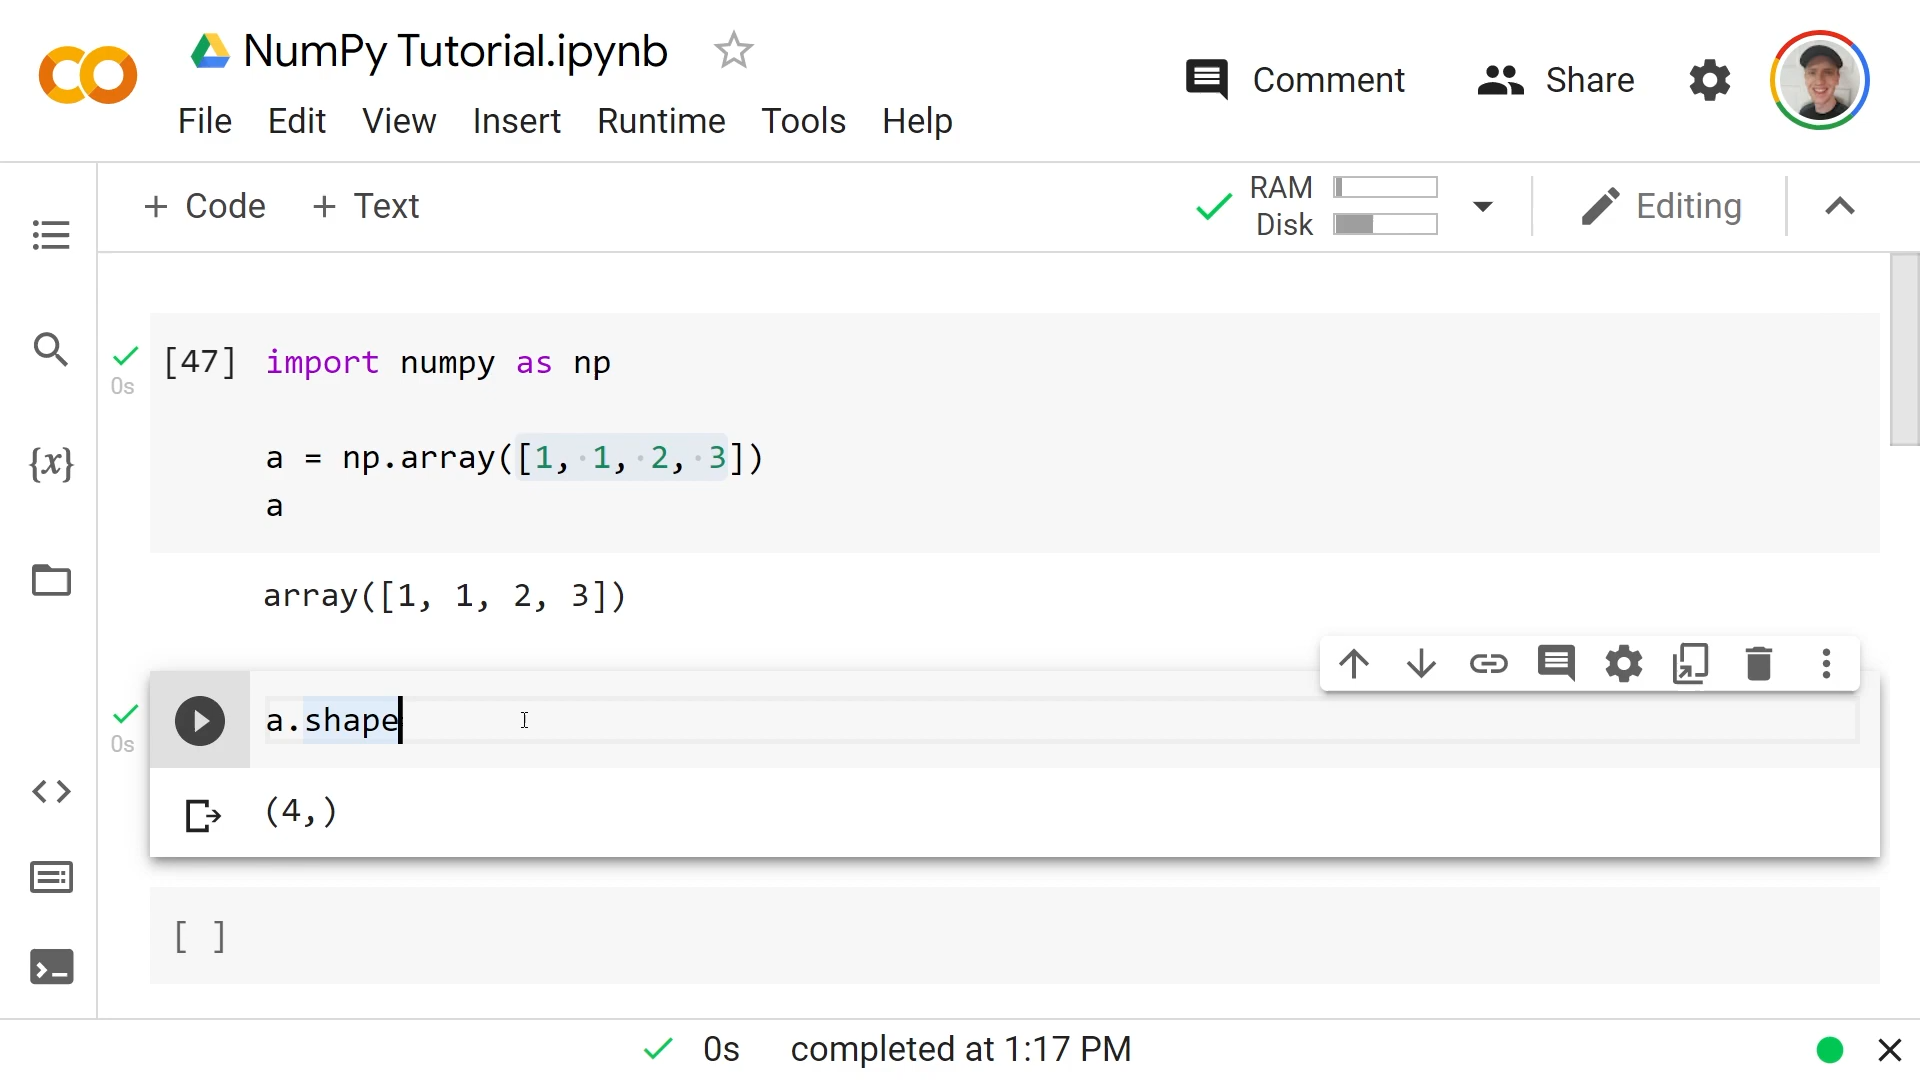 NumPy Tutorial.ipynb
File Edit View Insert Runtime Tools Help
Comment
Share
+ Code + Text
RAM
Disk
Editing
{x}
0s
[47] import numpy as np
a = np.array([1, 1, 2, 3])
a
array([1, 1, 2, 3])
0s
a.shape
(4,)
[ ]
0s completed at 1:17 PM